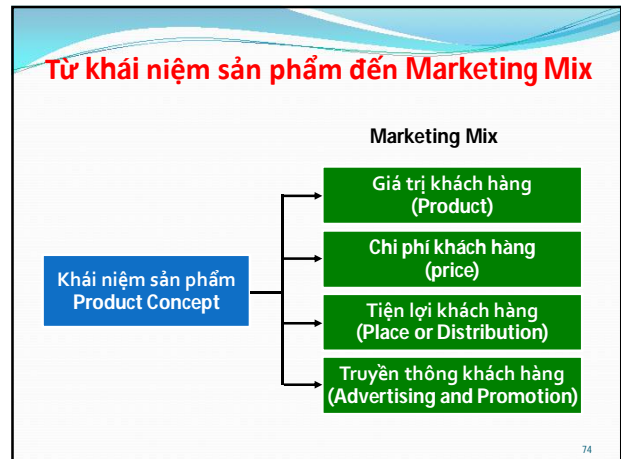 Từ khái niệm sản phẩm đến Marketing Mix
Marketing Mix
Giá trị khách hàng
(Product)
Chi phí khách hàng
(price)
Khái niệm sản phẩm
Product Concept
Tiện lợi khách hàng
(Place or Distribution)
Truyền thông khách hàng
(Advertising and Promotion)
74